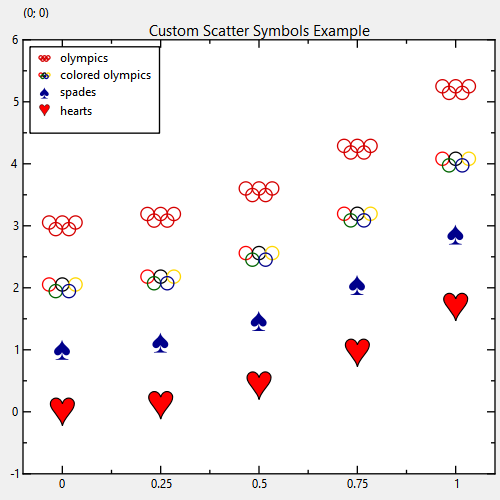 (0; 0)
Custom Scatter Symbols Example
olympics
colored olympics
spades
hearts
6
5
4
3
2
1
0
-1
0
0.25
0.5
0.75
1